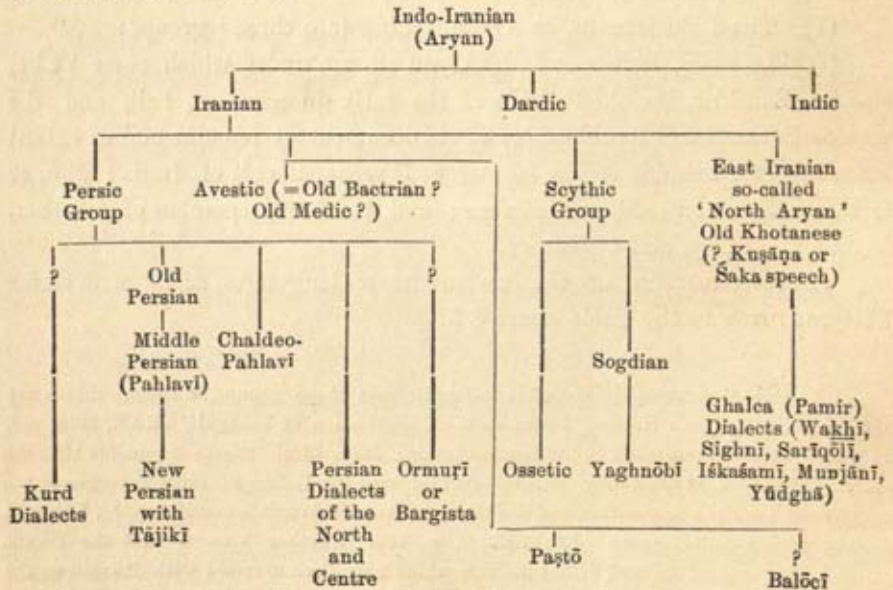 Indo-Iranian
(Aryan)
Iranian
Dardic
Indic
Persic
Group
Avestic (= Old Bactrian ?
Old Medic ? )
Scythic
Group
East Iranian
so-called
‘ North Aryan ’
Old Khotanese
(? Kuṣāṇa or
Śaka speech)
?
Old
Persian
?
Middle
Persian
(Pahlavī)
Chaldeo-
Pahlavī
Sogdian
Kurd
Dialects
New
Persian
with
Tājikī
Persian
Dialects
of the
North
and
Centre
Ormuṛī
or
Bargista
Ossetic
Yaghnōbī
Ghalca (Pamir)
Dialects (Wakhī,
Sighnī, Sarīqōlī,
Iśkaśamī, Munjānī,
Yūdghā)
Paṣtō
?
Balōcī